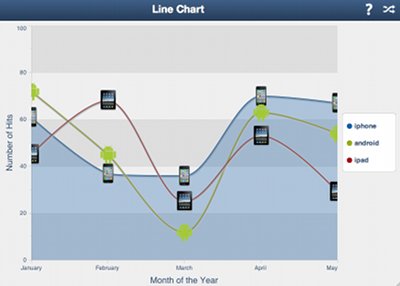 Line Chart
?
100
80
60
40
20
0
Number of Hits
January
February
March
April
May
Month of the Year
iphone
android
ipad